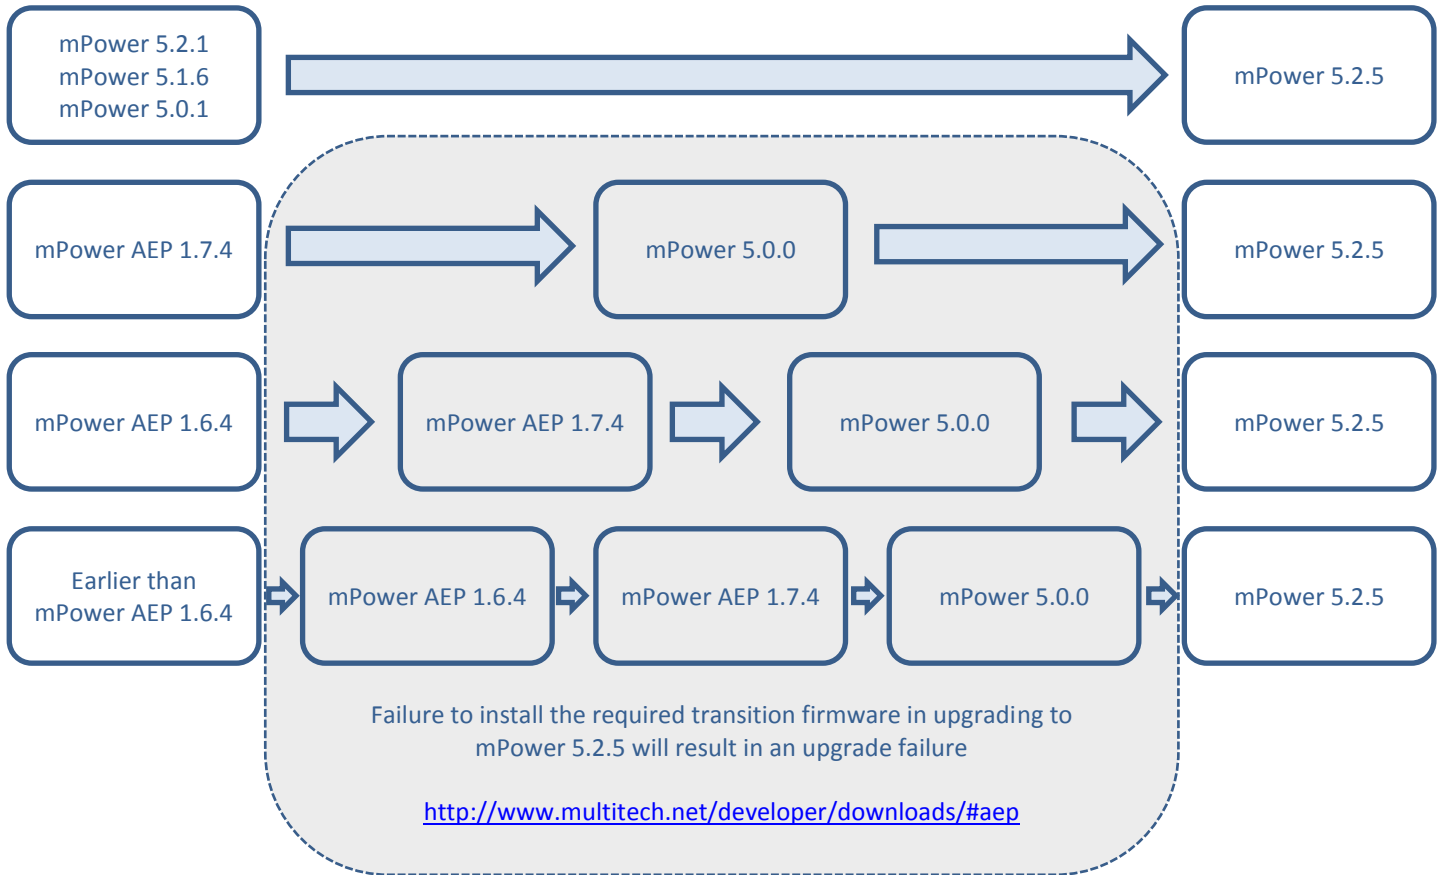 mPower 5.2.1
mPower 5.1.6
mPower 5.0.1
mPower 5.2.5
mPower AEP 1.7.4
mPower 5.0.0
mPower 5.2.5
mPower AEP 1.6.4
mPower AEP 1.7.4
mPower 5.0.0
mPower 5.2.5
Earlier than
mPower AEP 1.6.4
mPower AEP 1.6.4
mPower AEP 1.7.4
mPower 5.0.0
mPower 5.2.5
Failure to install the required transition firmware in upgrading to
mPower 5.2.5 will result in an upgrade failure
http://www.multitech.net/developer/downloads/#aep